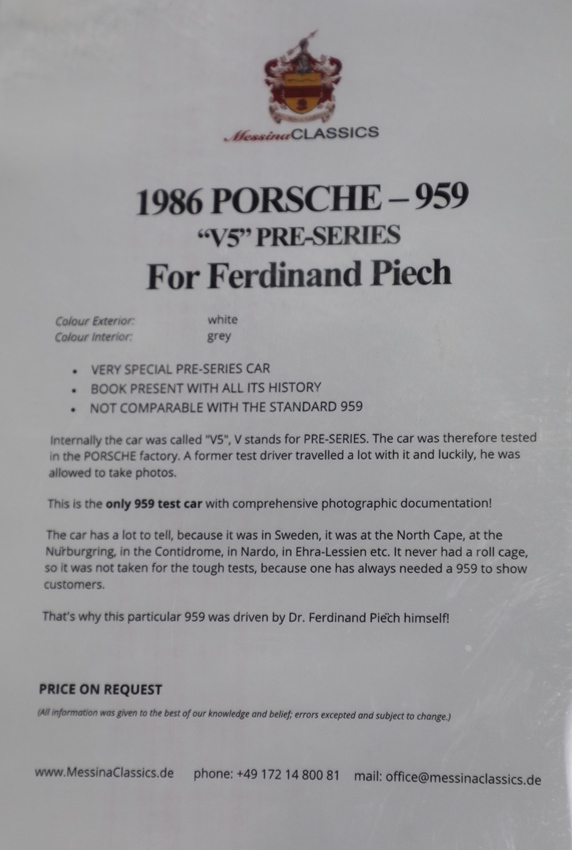 MessinaCLASSICS
1986 PORSCHE – 959
“V5” PRE-SERIES
For Ferdinand Piech
Colour Exterior: white
Colour Interior: grey
• VERY SPECIAL PRE-SERIES CAR
• BOOK PRESENT WITH ALL ITS HISTORY
• NOT COMPARABLE WITH THE STANDARD 959
Internally the car was called "V5", V stands for PRE-SERIES. The car was therefore tested
in the PORSCHE factory. A former test driver travelled a lot with it and luckily, he was
allowed to take photos.
This is the only 959 test car with comprehensive photographic documentation!
The car has a lot to tell, because it was in Sweden, it was at the North Cape, at the
Nürburgring, in the Contidrome, in Nardo, in Ehra-Lessien etc. It never had a roll cage,
so it was not taken for the tough tests, because one has always needed a 959 to show
customers.
That's why this particular 959 was driven by Dr. Ferdinand Piëch himself!
PRICE ON REQUEST
(All information was given to the best of our knowledge and belief; errors excepted and subject to change.)
www.MessinaClassics.de phone: +49 172 14 800 81 mail: office@messinaclassics.de